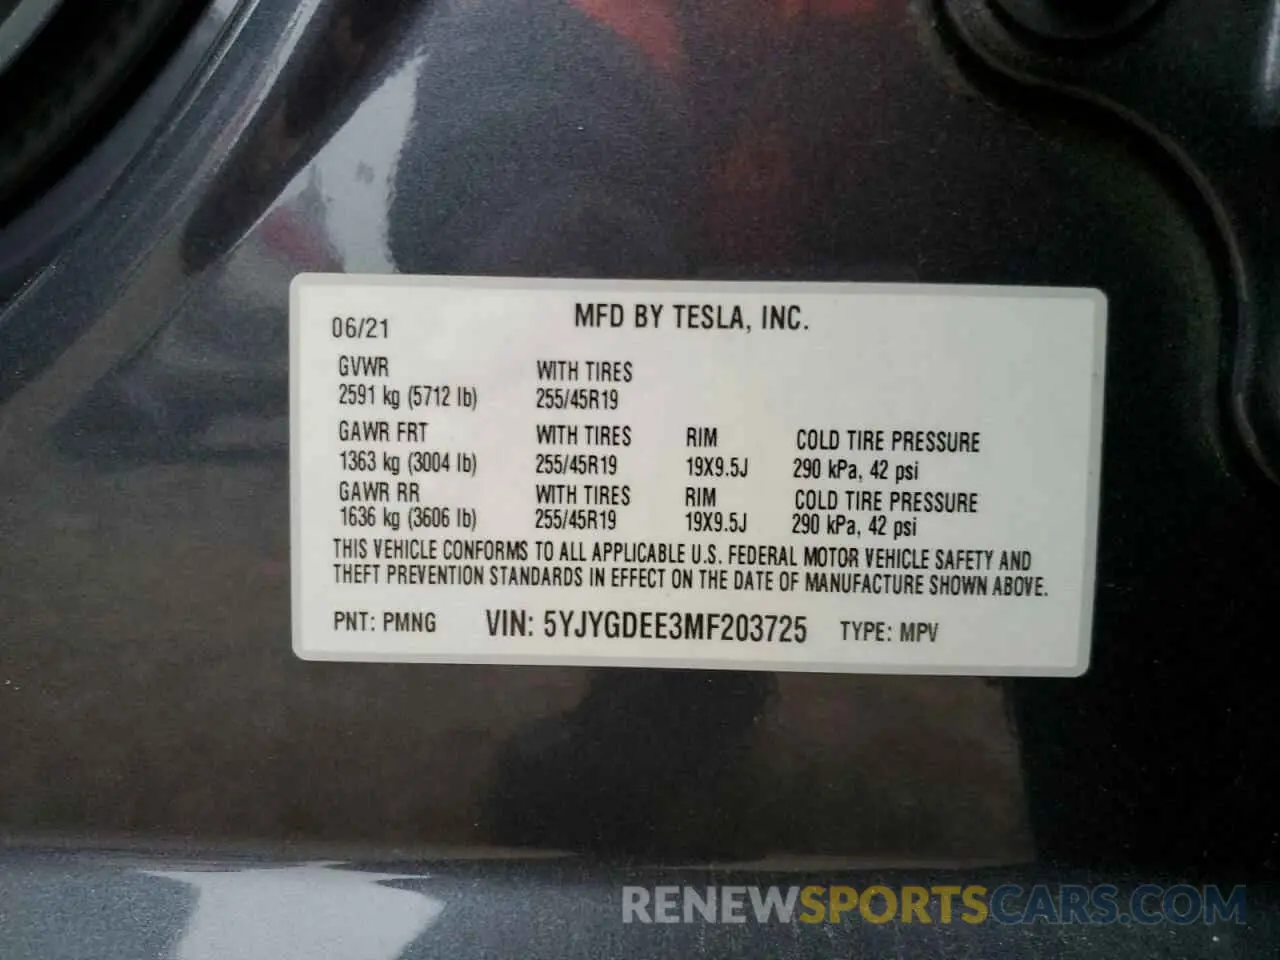 06/21 MFD BY TESLA, INC.
GVWR WITH TIRES
2591 kg (5712 lb) 255/45R19
GAWR FRT WITH TIRES RIM COLD TIRE PRESSURE
1363 kg (3004 lb) 255/45R19 19X9.5J 290 kPa, 42 psi
GAWR RR WITH TIRES RIM COLD TIRE PRESSURE
1636 kg (3606 lb) 255/45R19 19X9.5J 290 kPa, 42 psi
THIS VEHICLE CONFORMS TO ALL APPLICABLE U.S. FEDERAL MOTOR VEHICLE SAFETY AND
THEFT PREVENTION STANDARDS IN EFFECT ON THE DATE OF MANUFACTURE SHOWN ABOVE.
PNT: PMNG VIN: 5YJYGDEE3MF203725 TYPE: MPV
RENEWSPORTSCARS.COM